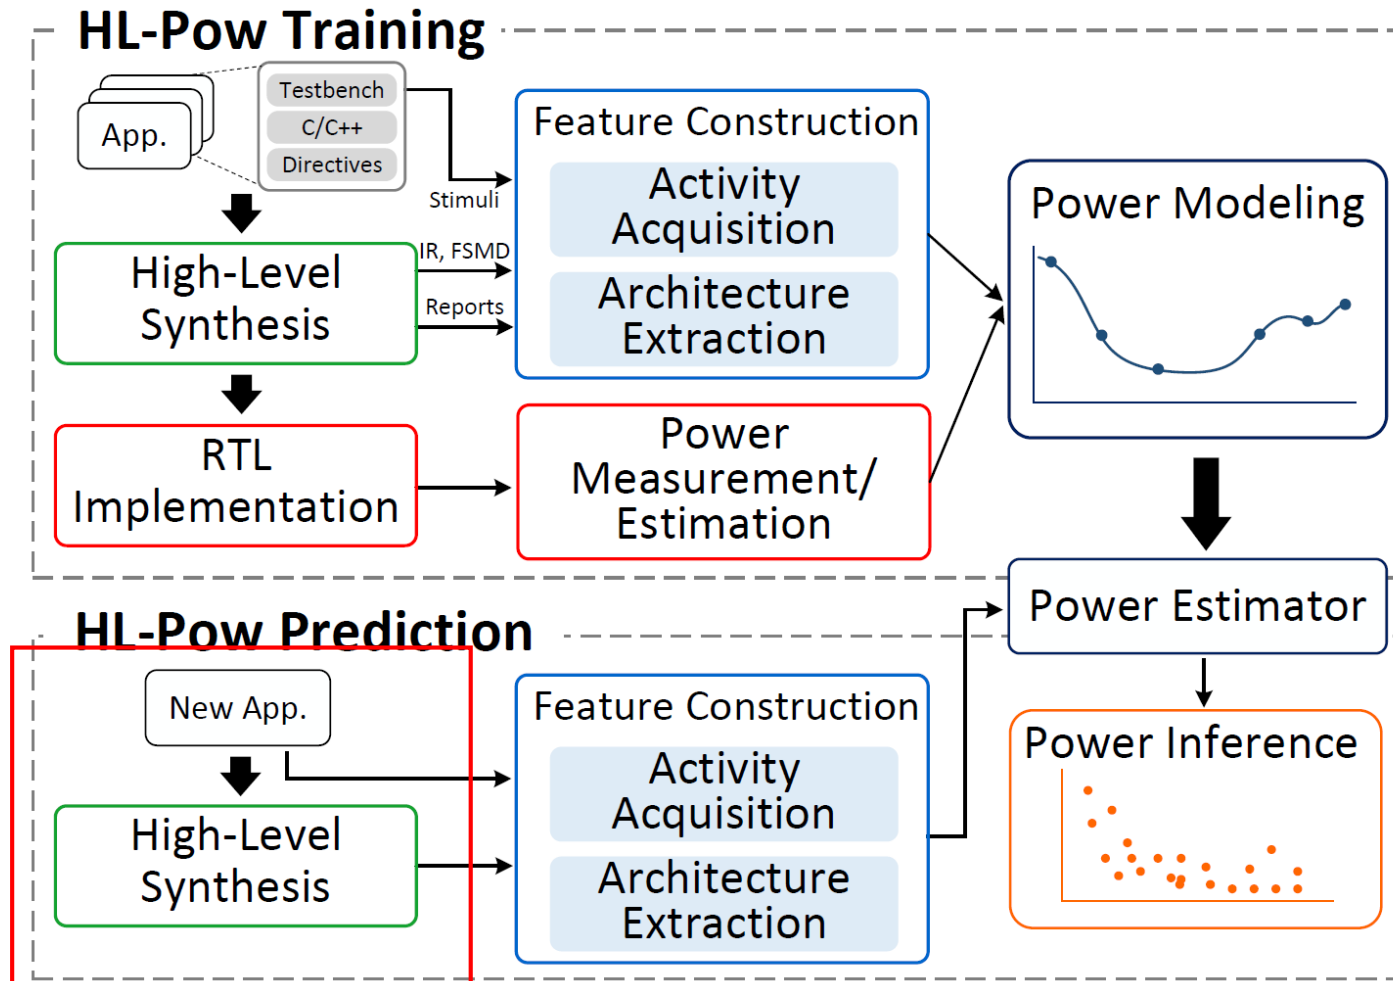 HL-Pow Training
App.
Testbench
C/C++
Directives
Stimuli
High-Level
Synthesis
IR, FSMD
Reports
Feature Construction
Activity
Acquisition
Architecture
Extraction
Power Modeling
RTL
Implementation
Power
Measurement/
Estimation
Power Estimator
HL-Pow Prediction
New App.
High-Level
Synthesis
Feature Construction
Activity
Acquisition
Architecture
Extraction
Power Inference